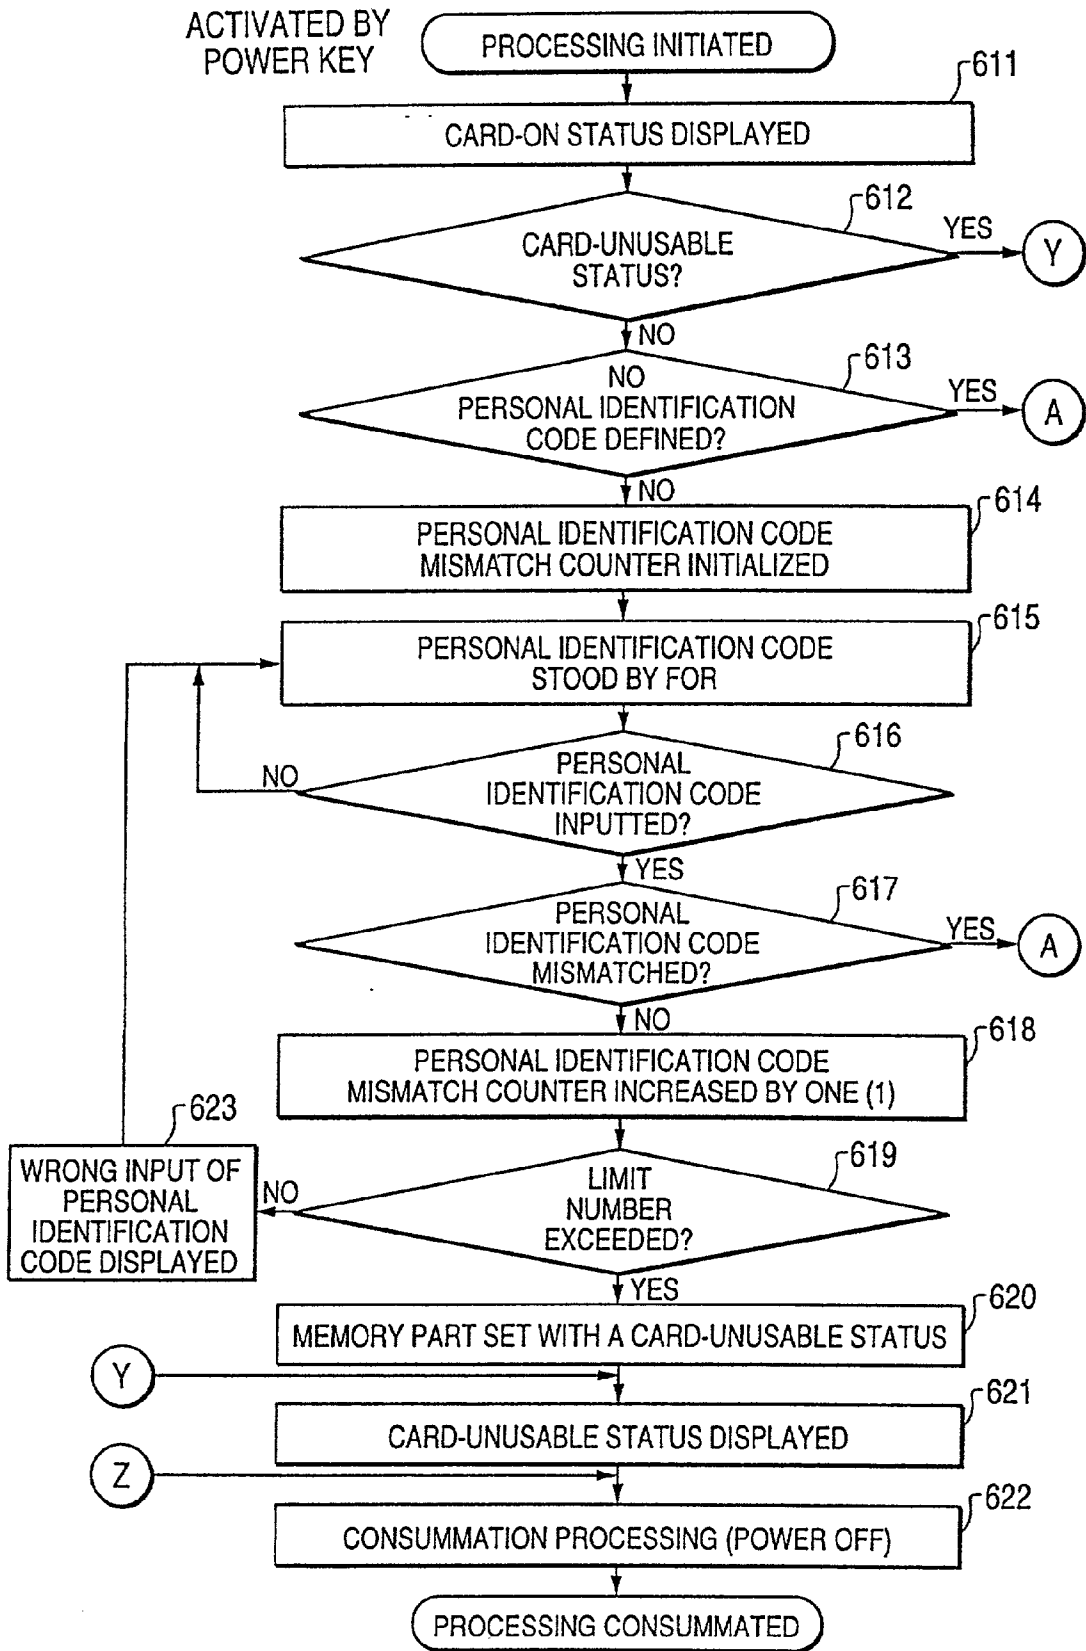 ACTIVATED BY
POWER KEY
PROCESSING INITIATED
611
CARD-ON STATUS DISPLAYED
612
CARD-UNUSABLE
STATUS?
YES
Y
NO
613
NO
PERSONAL IDENTIFICATION
CODE DEFINED?
YES
A
NO
614
PERSONAL IDENTIFICATION CODE
MISMATCH COUNTER INITIALIZED
615
PERSONAL IDENTIFICATION CODE
STOOD BY FOR
616
PERSONAL
IDENTIFICATION CODE
INPUTTED?
NO
YES
617
PERSONAL
IDENTIFICATION CODE
MISMATCHED?
YES
A
NO
618
PERSONAL IDENTIFICATION CODE
MISMATCH COUNTER INCREASED BY ONE (1)
623
WRONG INPUT OF
PERSONAL
IDENTIFICATION
CODE DISPLAYED
NO
619
LIMIT
NUMBER
EXCEEDED?
YES
620
MEMORY PART SET WITH A CARD-UNUSABLE STATUS
Y
621
CARD-UNUSABLE STATUS DISPLAYED
Z
622
CONSUMMATION PROCESSING (POWER OFF)
PROCESSING CONSUMMATED